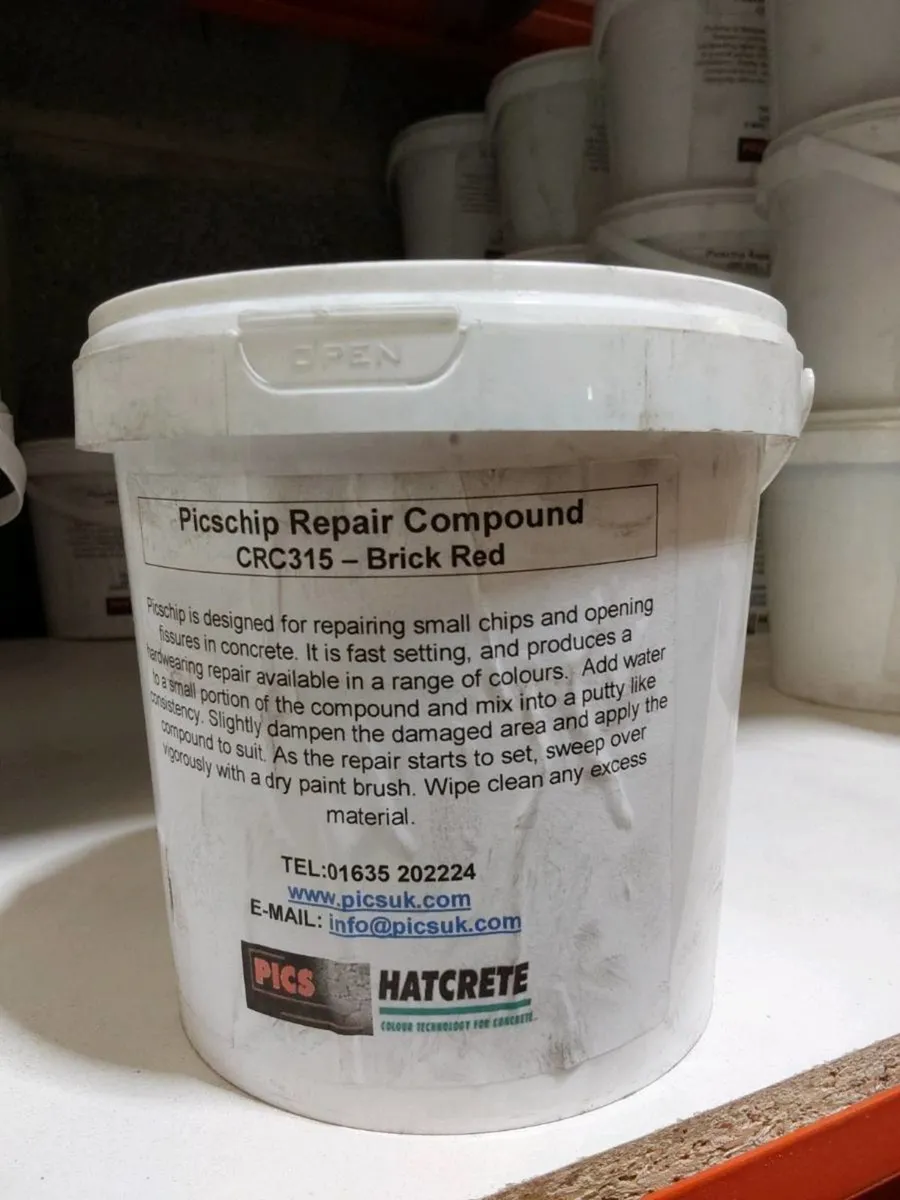 OPEN
Picschip Repair Compound
CRC315 – Brick Red
Picschip is designed for repairing small chips and opening
fissures in concrete. It is fast setting, and produces a
hardwearing repair available in a range of colours. Add water
to a small portion of the compound and mix into a putty like
consistency. Slightly dampen the damaged area and apply the
compound to suit. As the repair starts to set, sweep over
vigorously with a dry paint brush. Wipe clean any excess
material.
TEL:01635 202224
www.picsuk.com
E-MAIL: info@picsuk.com
PICS
HATCRETE
COLOUR TECHNOLOGY FOR CONCRETE